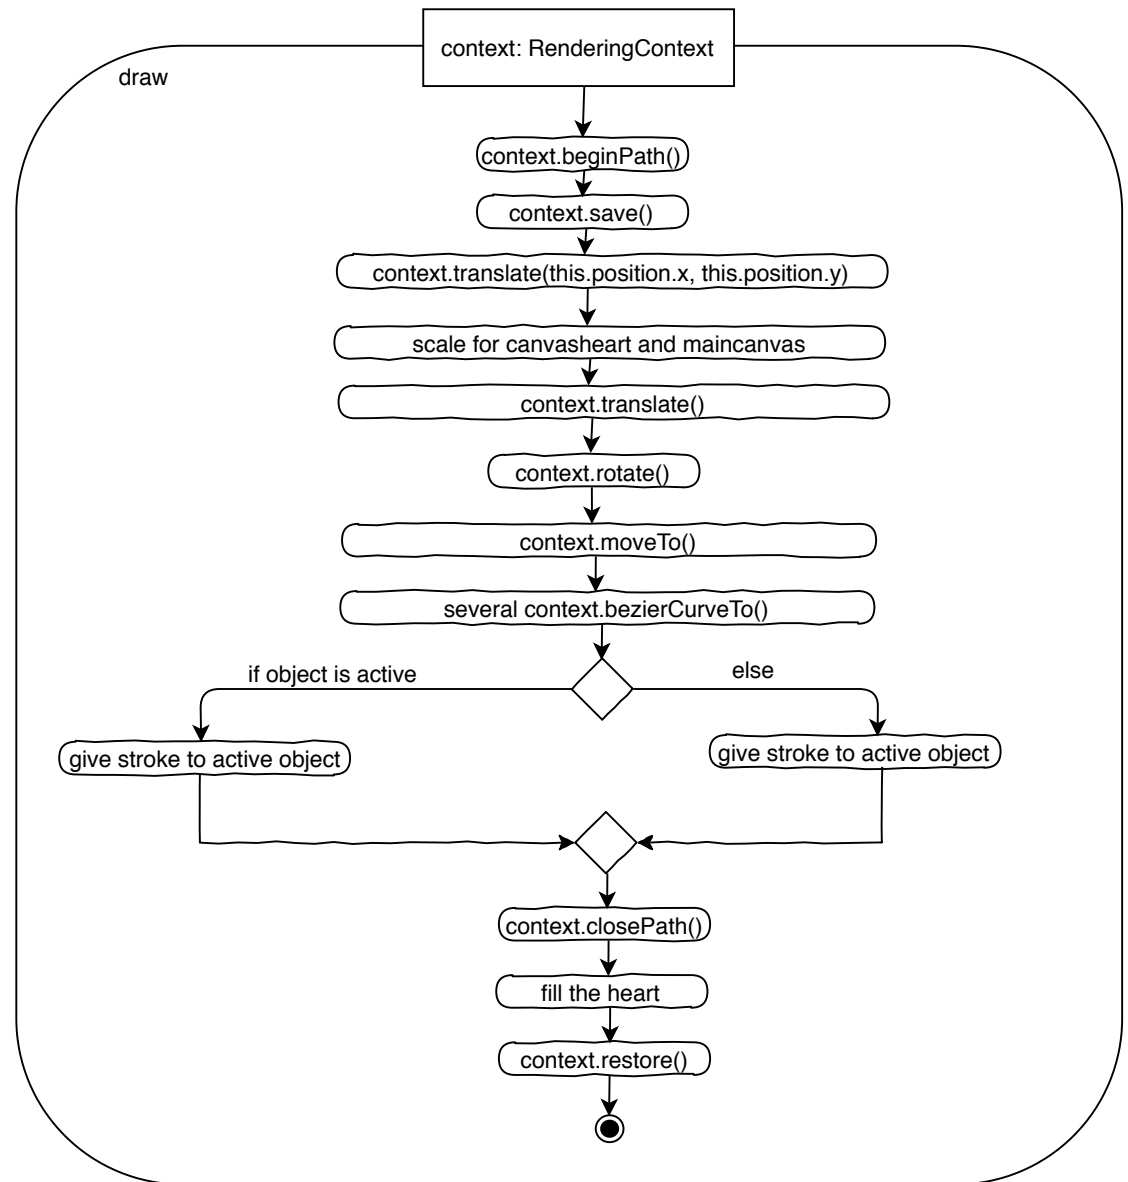 context: RenderingContext
draw
context.beginPath()
context.save()
context.translate(this.position.x, this.position.y)
scale for canvasheart and maincanvas
context.translate()
context.rotate()
context.moveTo()
several context.bezierCurveTo()
if object is active
else
give stroke to active object
give stroke to active object
context.closePath()
fill the heart
context.restore()